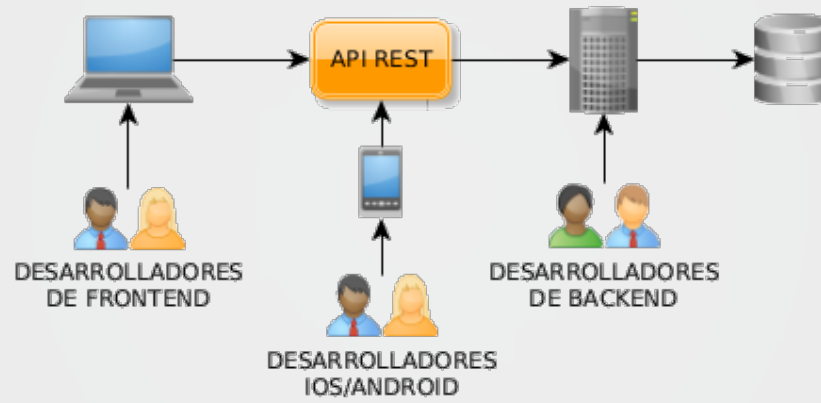 API REST
DESARROLLADORES
DE FRONTEND
DESARROLLADORES
IOS/ANDROID
DESARROLLADORES
DE BACKEND